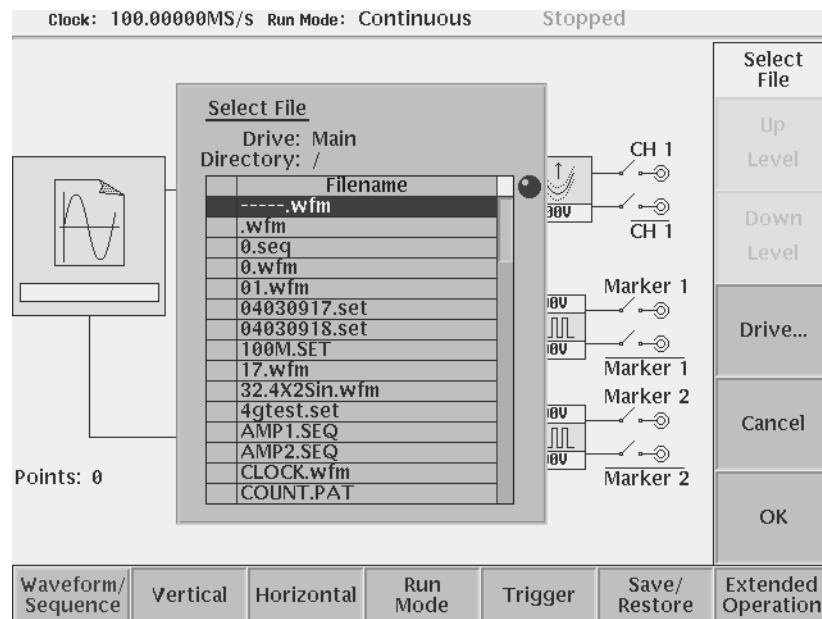 Clock: 100.00000MS/s Run Mode: Continuous Stopped
Select File
Drive: Main
Directory: /
Filename
-----.wfm
.wfm
0.seq
0.wfm
01.wfm
04030917.set
04030918.set
100M.SET
17.wfm
32.4X2Sin.wfm
4gtest.set
AMP1.SEQ
AMP2.SEQ
CLOCK.wfm
COUNT.PAT
Points: 0
CH 1
CH 1
Marker 1
Marker 1
Marker 2
Marker 2
Select
File
Up
Level
Down
Level
Drive...
Cancel
OK
Waveform/
Sequence
Vertical
Horizontal
Run
Mode
Trigger
Save/
Restore
Extended
Operation